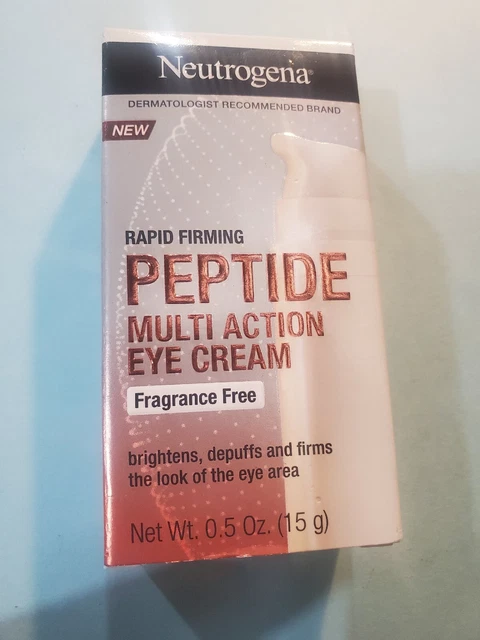 Neutrogena®
DERMATOLOGIST RECOMMENDED BRAND
NEW
RAPID FIRMING
PEPTIDE
MULTI ACTION
EYE CREAM
Fragrance Free
brightens, depuffs and firms
the look of the eye area
Net Wt. 0.5 Oz. (15 g)